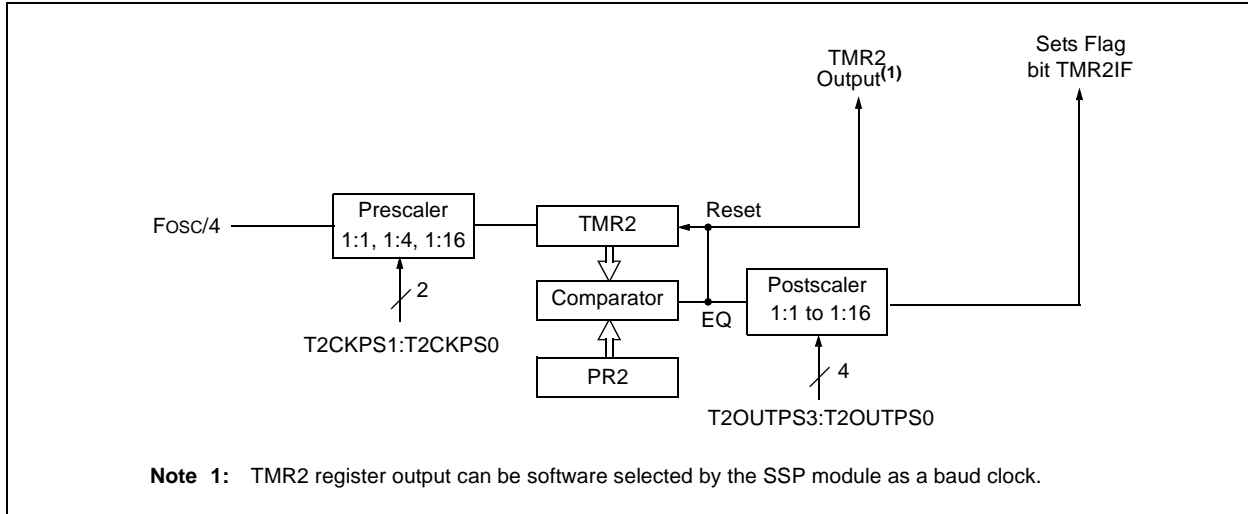 TMR2
Output(1)
Sets Flag
bit TMR2IF
FOSC/4
Prescaler
1:1, 1:4, 1:16
TMR2
Reset
2
Comparator
EQ
Postscaler
1:1 to 1:16
T2CKPS1:T2CKPS0
PR2
4
T2OUTPS3:T2OUTPS0
Note 1: TMR2 register output can be software selected by the SSP module as a baud clock.